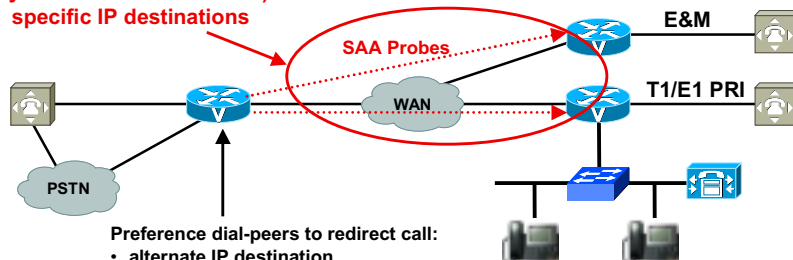 specific IP destinations
E&M
SAA Probes
T1/E1 PRI
WAN
V
V
V
PSTN
Preference dial-peers to redirect call:
• alternate IP destination